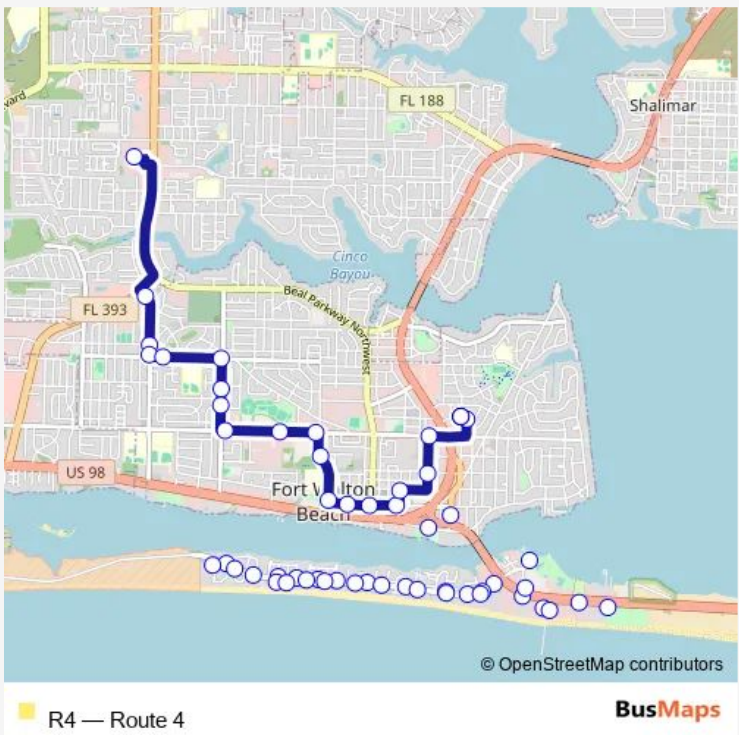 FL 188
Shalimar
vard
Cinco
Bayou
Beal Parkway Northwest
FL 393
US 98
Fort Walton
Beach
© OpenStreetMap contributors
R4 — Route 4
BusMaps